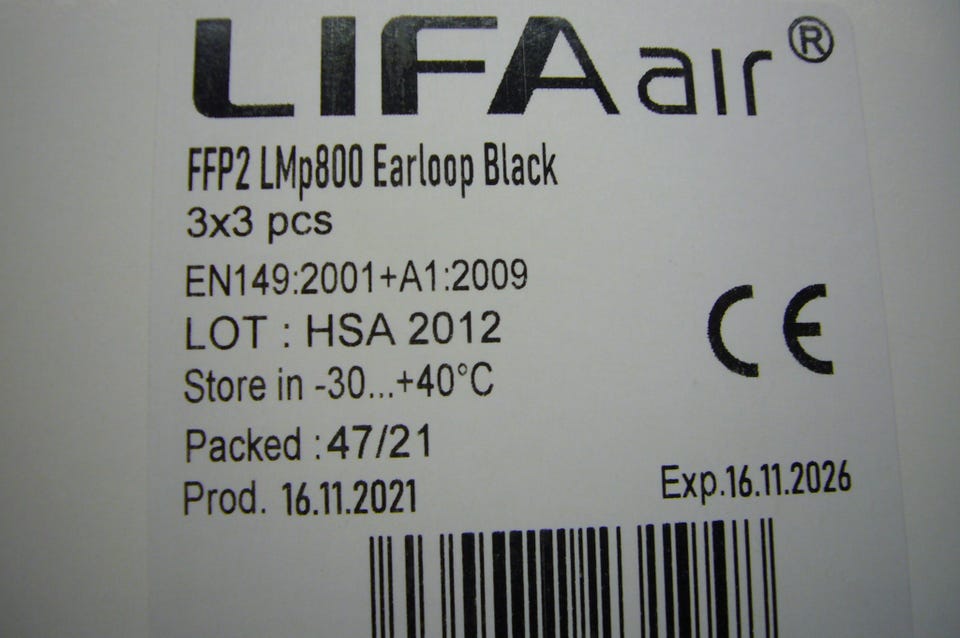 LIFAair®
FFP2 LMp800 Earloop Black
3x3 pcs
EN149:2001+A1:2009
LOT : HSA 2012
CE
Store in -30...+40°C
Packed :47/21
Prod. 16.11.2021 Exp.16.11.2026